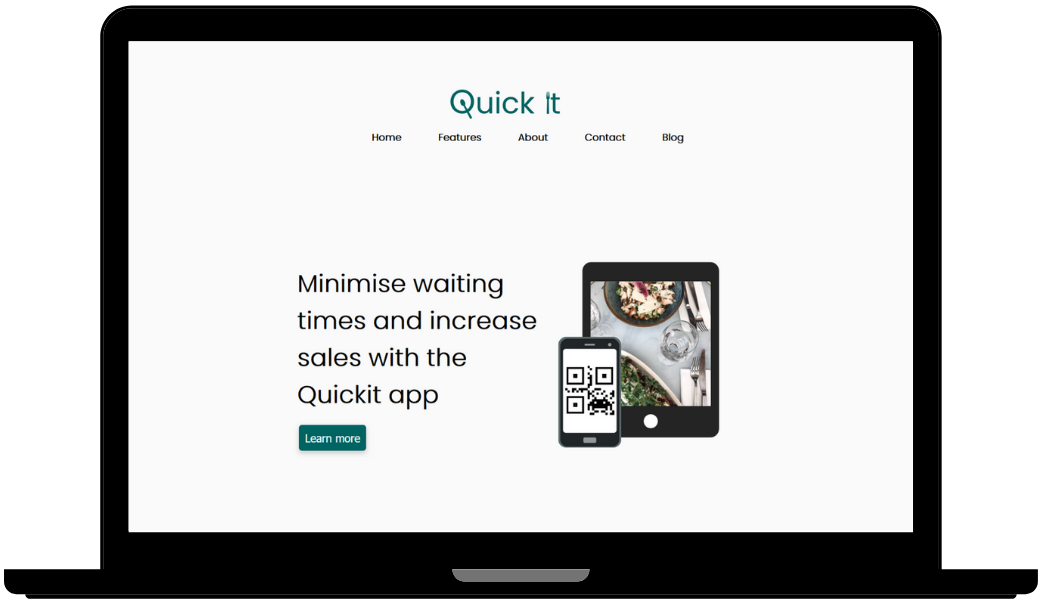 Quick it
Home Features About Contact Blog
Minimise waiting
times and increase
sales with the
Quickit app
Learn more